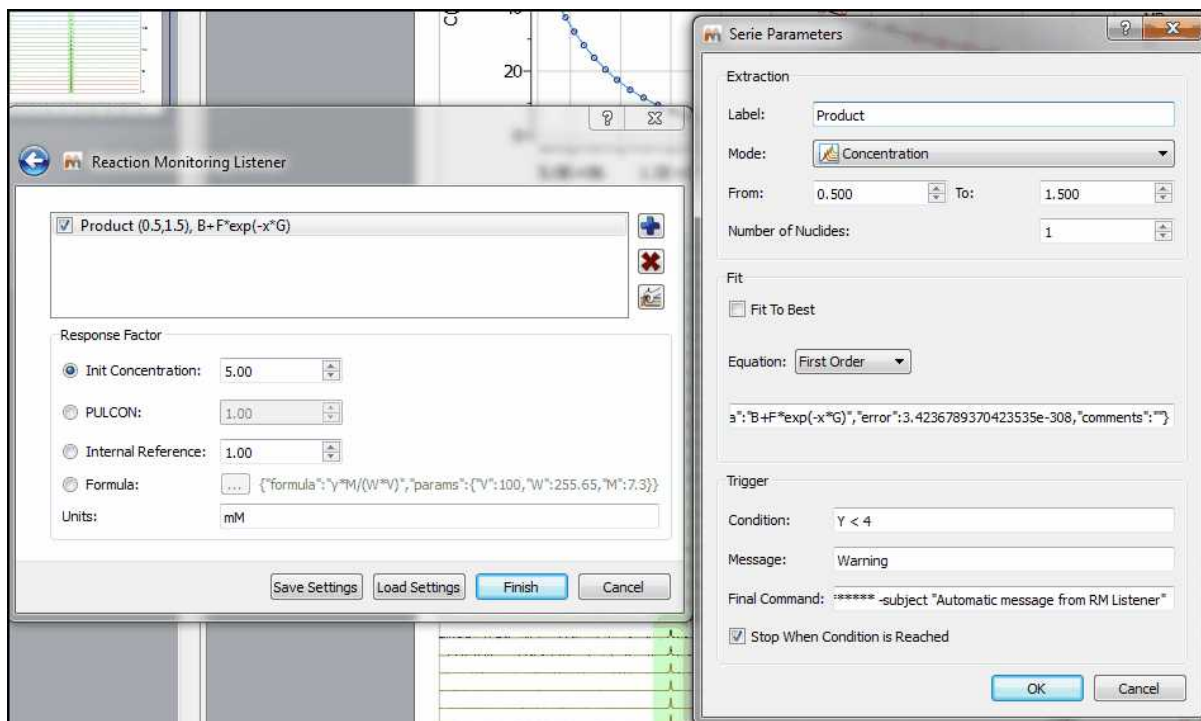 20
Reaction Monitoring Listener
Product (0.5,1.5), B+F*exp(-x*G)
Response Factor
Init Concentration: 5.00
PULCON: 1.00
Internal Reference: 1.00
Formula: ... {"formula":"y*M/(W*V)","params":{"V":100,"W":255.65,"M":7.3}}
Units: mM
Save Settings Load Settings Finish Cancel
Serie Parameters
Extraction
Label: Product
Mode: Concentration
From: 0.500 To: 1.500
Number of Nuclides: 1
Fit
Fit To Best
Equation: First Order
a":"B+F*exp(-x*G)","error":3.4236789370423535e-308,"comments":""}
Trigger
Condition: Y < 4
Message: Warning
Final Command: ***** -subject "Automatic message from RM Listener"
Stop When Condition is Reached
OK Cancel